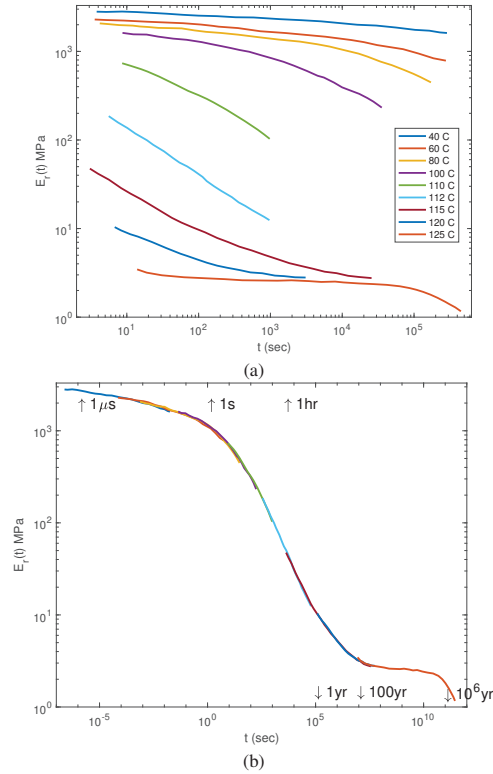 10³
10²
10¹
10⁰
E_r(t) MPa
40 C
60 C
80 C
100 C
110 C
112 C
115 C
120 C
125 C
10¹ 10² 10³ 10⁴ 10⁵
t (sec)
(a)
↑ 1μs ↑ 1s ↑ 1hr
10³
10²
10¹
10⁰
E_r(t) MPa
↓ 1yr ↓ 100yr ↓ 10⁶yr
10⁻⁵ 10⁰ 10⁵ 10¹⁰
t (sec)
(b)